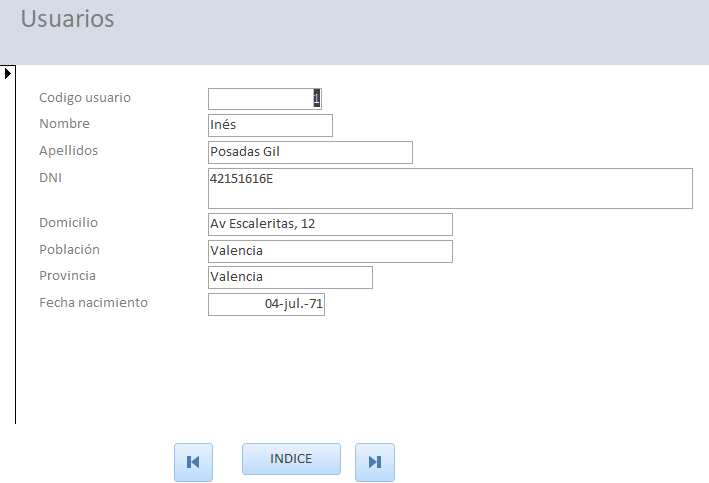 Usuarios
Codigo usuario 1
Nombre Inés
Apellidos Posadas Gil
DNI 42151616E
Domicilio Av Escaleritas, 12
Población Valencia
Provincia Valencia
Fecha nacimiento 04-jul.-71
INDICE